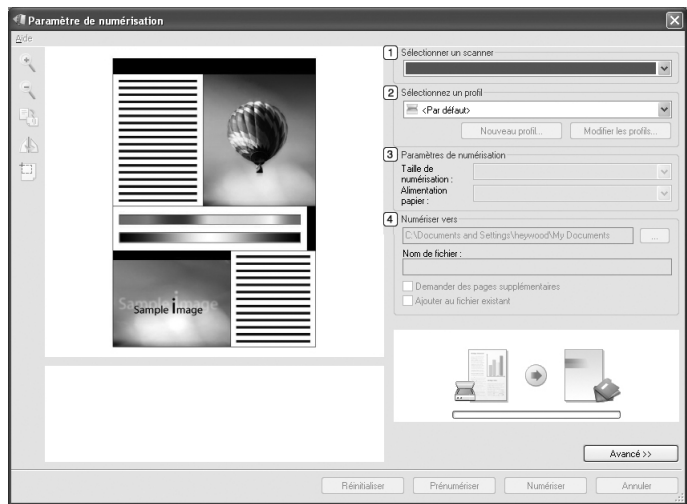 Paramètre de numérisation
Aide
1 Sélectionner un scanner
2 Sélectionnez un profil
<Par défaut>
Nouveau profil...
Modifier les profils...
3 Paramètres de numérisation
Taille de
numérisation :
Alimentation
papier :
4 Numériser vers
C:\Documents and Settings\heywood\My Documents
...
Nom de fichier :
Demander des pages supplémentaires
Ajouter au fichier existant
Sample image
Sample image
Avancé >>
Réinitialiser
Prénumériser
Numériser
Annuler